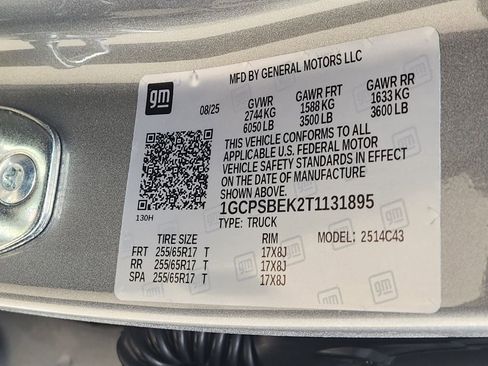 MFD BY GENERAL MOTORS LLC
gm
08/25
GVWR GAWR FRT GAWR RR
2744 KG 1588 KG 1633 KG
6050 LB 3500 LB 3600 LB
THIS VEHICLE CONFORMS TO ALL
APPLICABLE U.S. FEDERAL MOTOR
VEHICLE SAFETY STANDARDS IN EFFECT
ON THE DATE OF MANUFACTURE
SHOWN ABOVE.
1GCPSBEK2T1131895
130H
TYPE: TRUCK
TIRE SIZE RIM MODEL: 2514C43
FRT 255/65R17 T 17X8J
RR 255/65R17 T 17X8J
SPA 255/65R17 T 17X8J